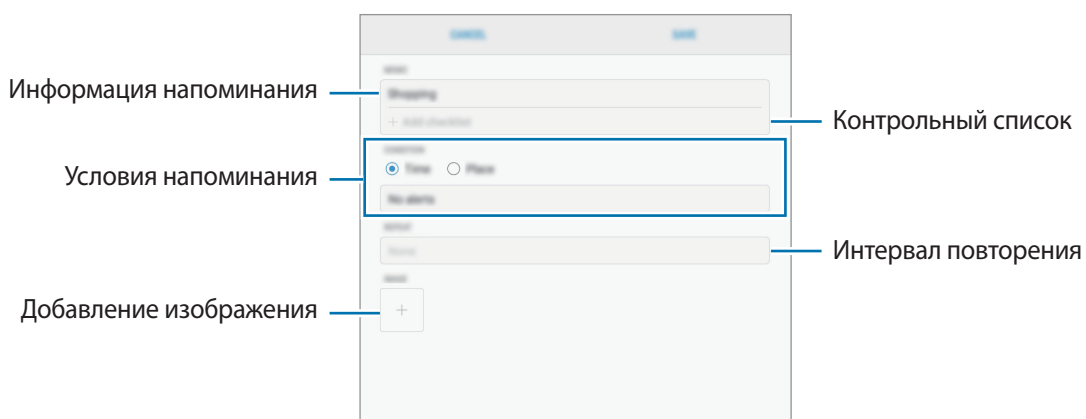 CANCEL
SAVE
Информация напоминания
Shopping
+ Add checklist
Контрольный список
Условия напоминания
Time
Place
No alerts
Интервал повторения
None
Добавление изображения
+